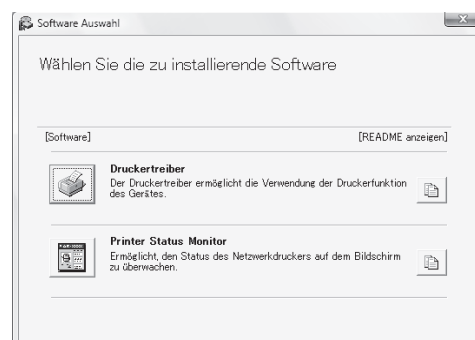 Software Auswahl
Wählen Sie die zu installierende Software
[Software] [README anzeigen]
Druckertreiber
Der Druckertreiber ermöglicht die Verwendung der Druckerfunktion
des Gerätes.
Printer Status Monitor
Ermöglicht, den Status des Netzwerkdruckers auf dem Bildschirm
zu überwachen.